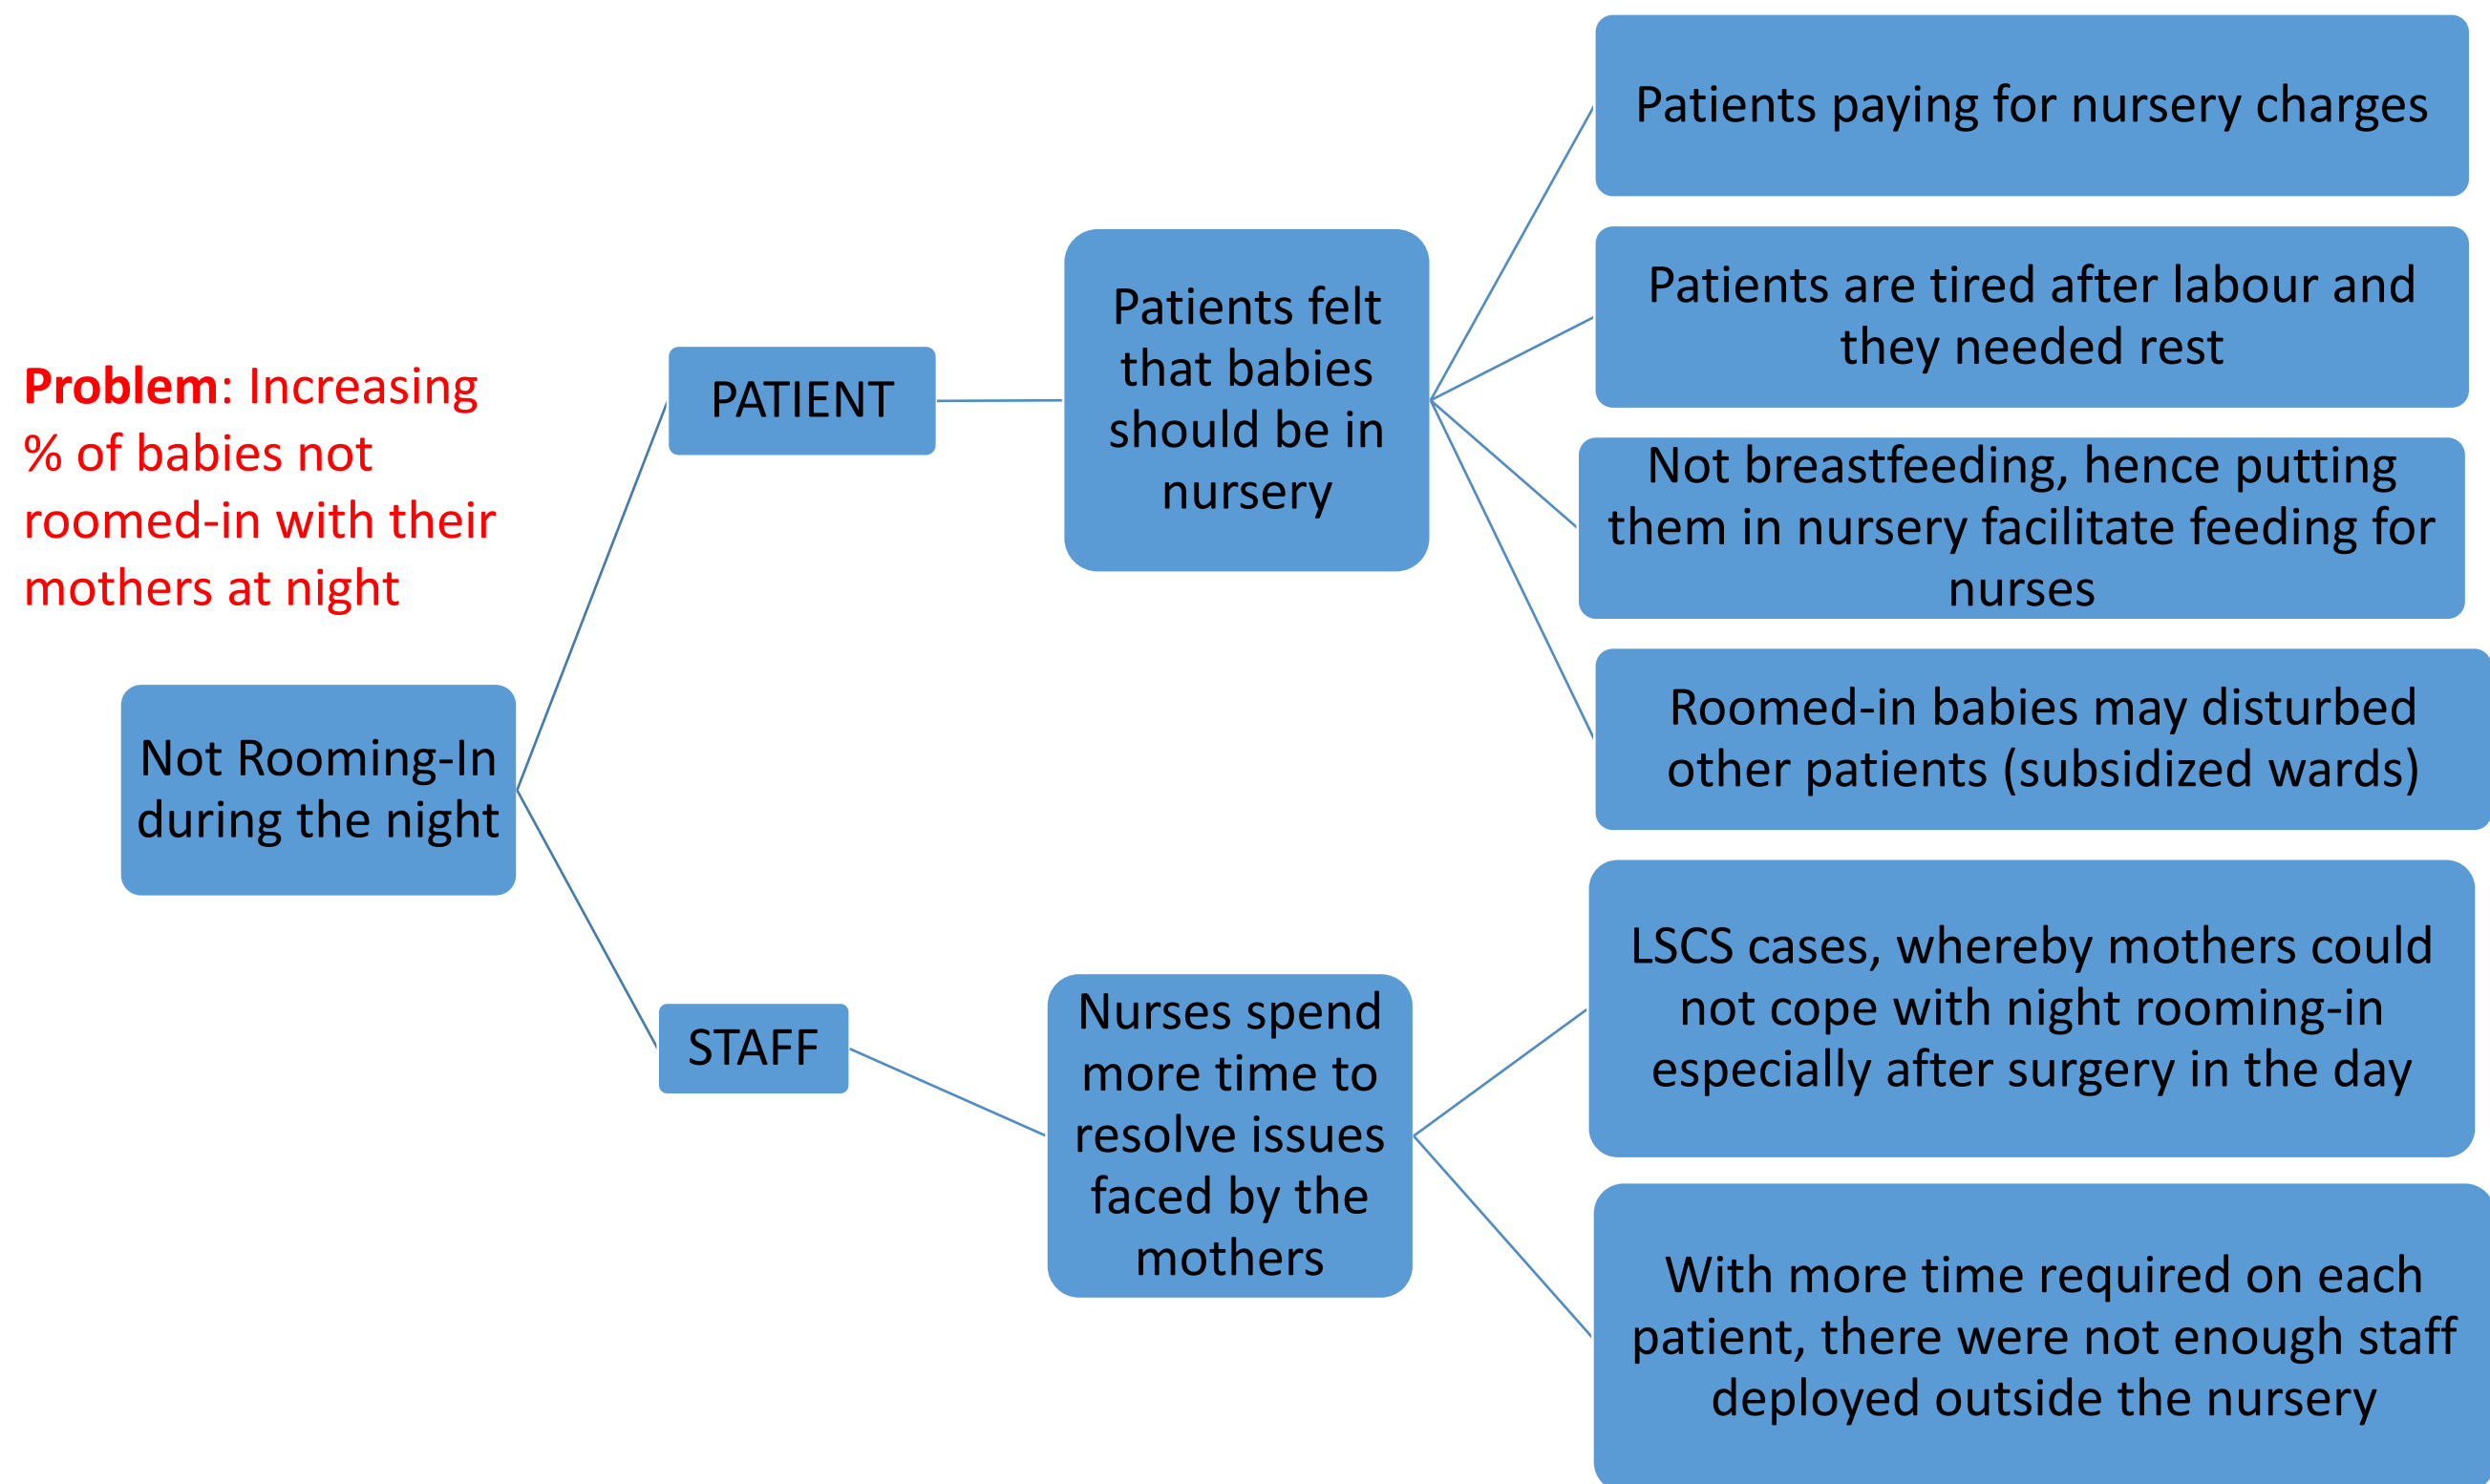 Problem: Increasing
% of babies not
roomed-in with their
mothers at night
Not Rooming-In
during the night
PATIENT
Patients felt
that babies
should be in
nursery
Patients paying for nursery charges
Patients are tired after labour and
they needed rest
Not breastfeeding, hence putting
them in nursery facilitate feeding for
nurses
Roomed-in babies may disturbed
other patients (subsidized wards)
STAFF
Nurses spend
more time to
resolve issues
faced by the
mothers
LSCS cases, whereby mothers could
not cope with night rooming-in
especially after surgery in the day
With more time required on each
patient, there were not enough staff
deployed outside the nursery